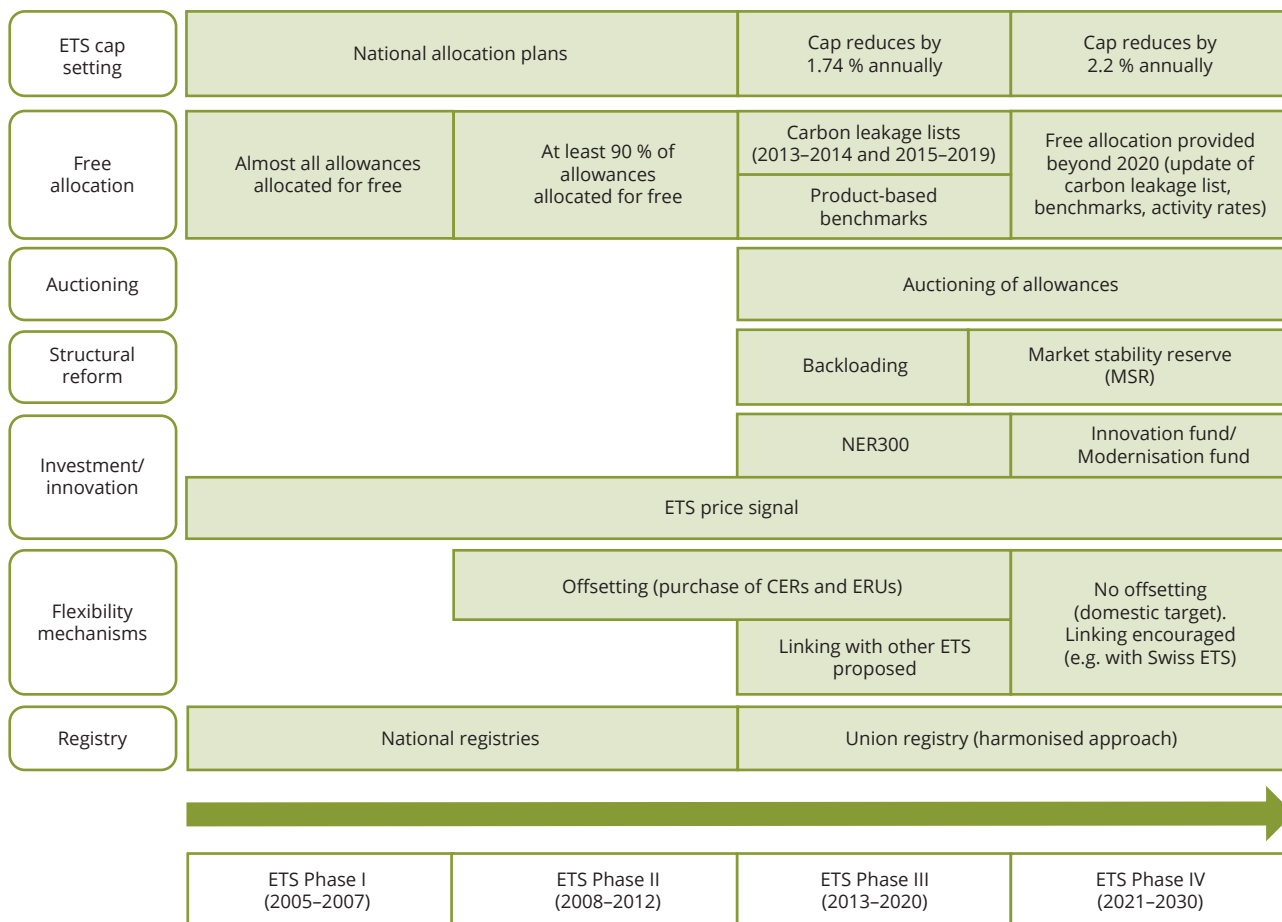 ETS cap
setting
National allocation plans
Cap reduces by
1.74 % annually
Cap reduces by
2.2 % annually
Free
allocation
Almost all allowances
allocated for free
At least 90 % of
allowances
allocated for free
Carbon leakage lists
(2013–2014 and 2015–2019)
Product-based
benchmarks
Free allocation provided
beyond 2020 (update of
carbon leakage list,
benchmarks, activity rates)
Auctioning
Auctioning of allowances
Structural
reform
Backloading
Market stability reserve
(MSR)
Investment/
innovation
NER300
Innovation fund/
Modernisation fund
ETS price signal
Flexibility
mechanisms
Offsetting (purchase of CERs and ERUs)
Linking with other ETS
proposed
No offsetting
(domestic target).
Linking encouraged
(e.g. with Swiss ETS)
Registry
National registries
Union registry (harmonised approach)
ETS Phase I
(2005–2007)
ETS Phase II
(2008–2012)
ETS Phase III
(2013–2020)
ETS Phase IV
(2021–2030)